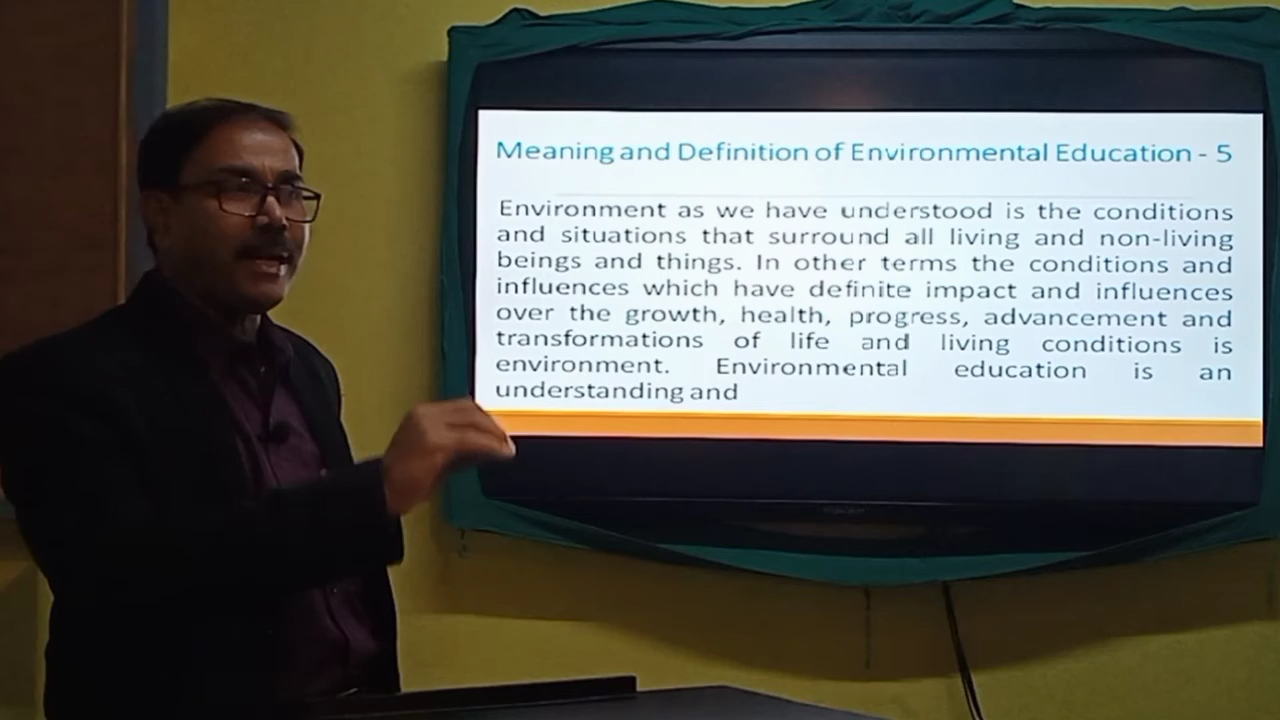 Meaning and Definition of Environmental Education - 5
Environment as we have understood is the conditions
and situations that surround all living and non-living
beings and things. In other terms the conditions and
influences which have definite impact and influences
over the growth, health, progress, advancement and
transformations of life and living conditions is
environment. Environmental education is an
understanding and